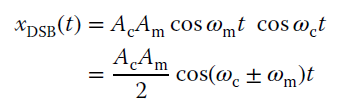 x_DSB(t) = A_c A_m cos ω_m t cos ω_c t
= A_c A_m / 2 cos(ω_c ± ω_m)t